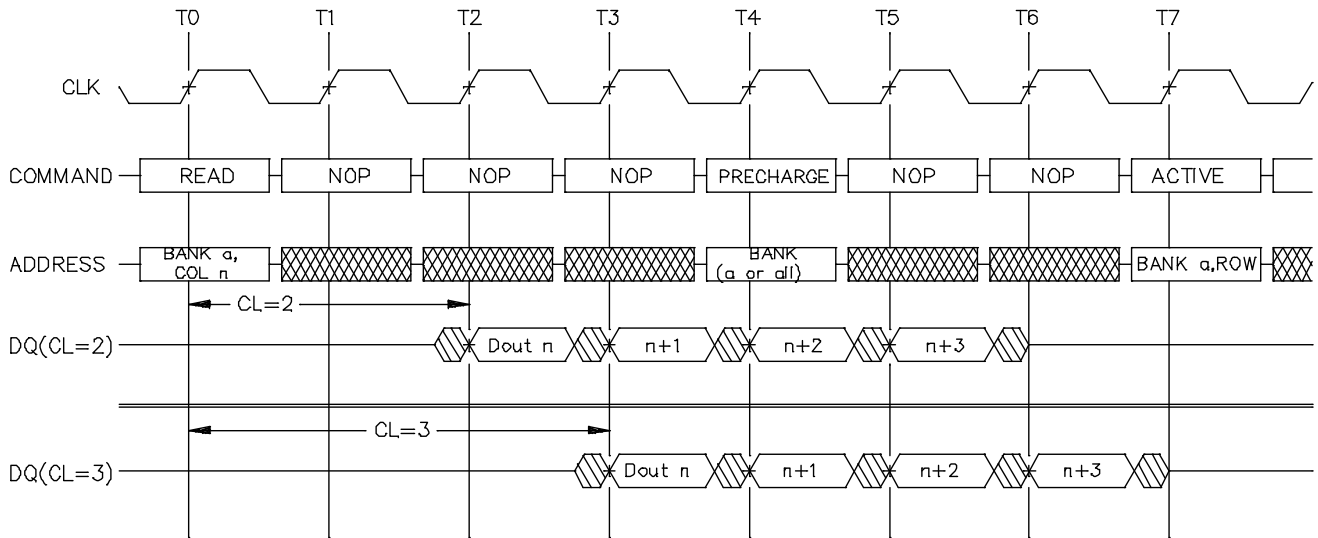 T0 T1 T2 T3 T4 T5 T6 T7
CLK
COMMAND READ NOP NOP NOP PRECHARGE NOP NOP ACTIVE
ADDRESS BANK a, COL n BANK (a or all) BANK a,ROW
CL=2
DQ(CL=2) Dout n n+1 n+2 n+3
CL=3
DQ(CL=3) Dout n n+1 n+2 n+3